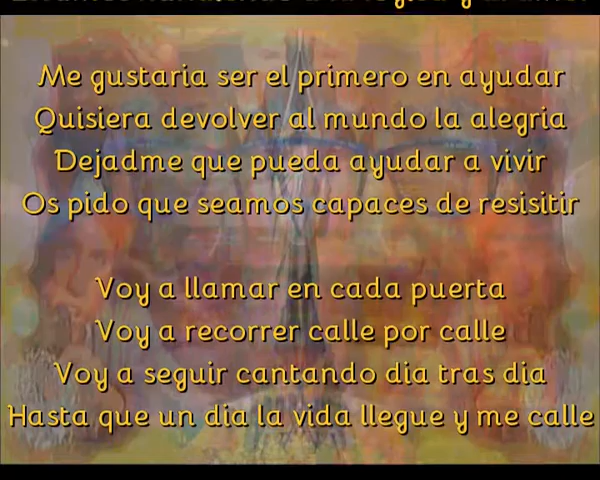 Me gustaria ser el primero en ayudar
Quisiera devolver al mundo la alegria
Dejadme que pueda ayudar a vivir
Os pido que seamos capaces de resisitir
Voy a llamar en cada puerta
Voy a recorrer calle por calle
Voy a seguir cantando dia tras dia
Hasta que un dia la vida llegue y me calle